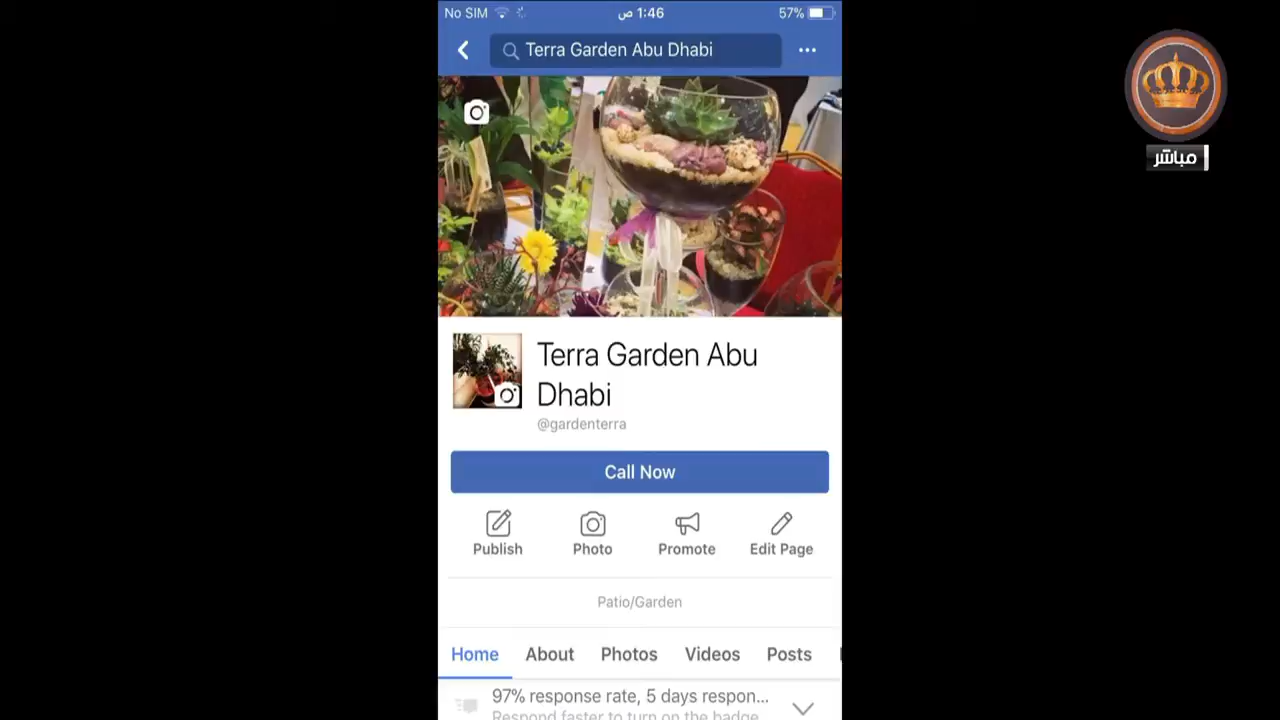 No SIM 1:46 ص 57%
Terra Garden Abu Dhabi
مباشر
Terra Garden Abu
Dhabi
@gardenterra
Call Now
Publish Photo Promote Edit Page
Patio/Garden
Home About Photos Videos Posts
97% response rate, 5 days respon...
Respond faster to turn on the badge